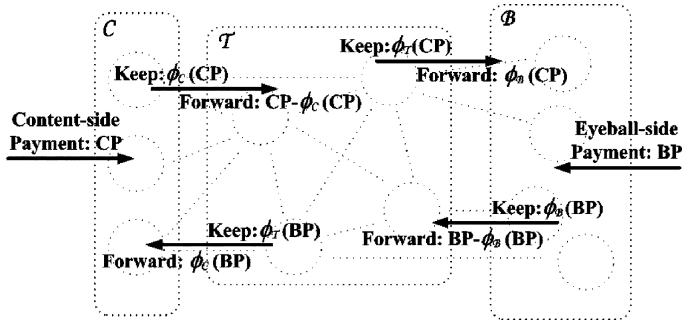 C
T
B
Keep:ϕ_T(CP)
Keep:ϕ_C(CP)
Forward: ϕ_B(CP)
Forward: CP-ϕ_C(CP)
Content-side
Payment: CP
Eyeball-side
Payment: BP
Keep:ϕ_B(BP)
Keep:ϕ_T(BP)
Forward: BP-ϕ_B(BP)
Forward: ϕ_C(BP)